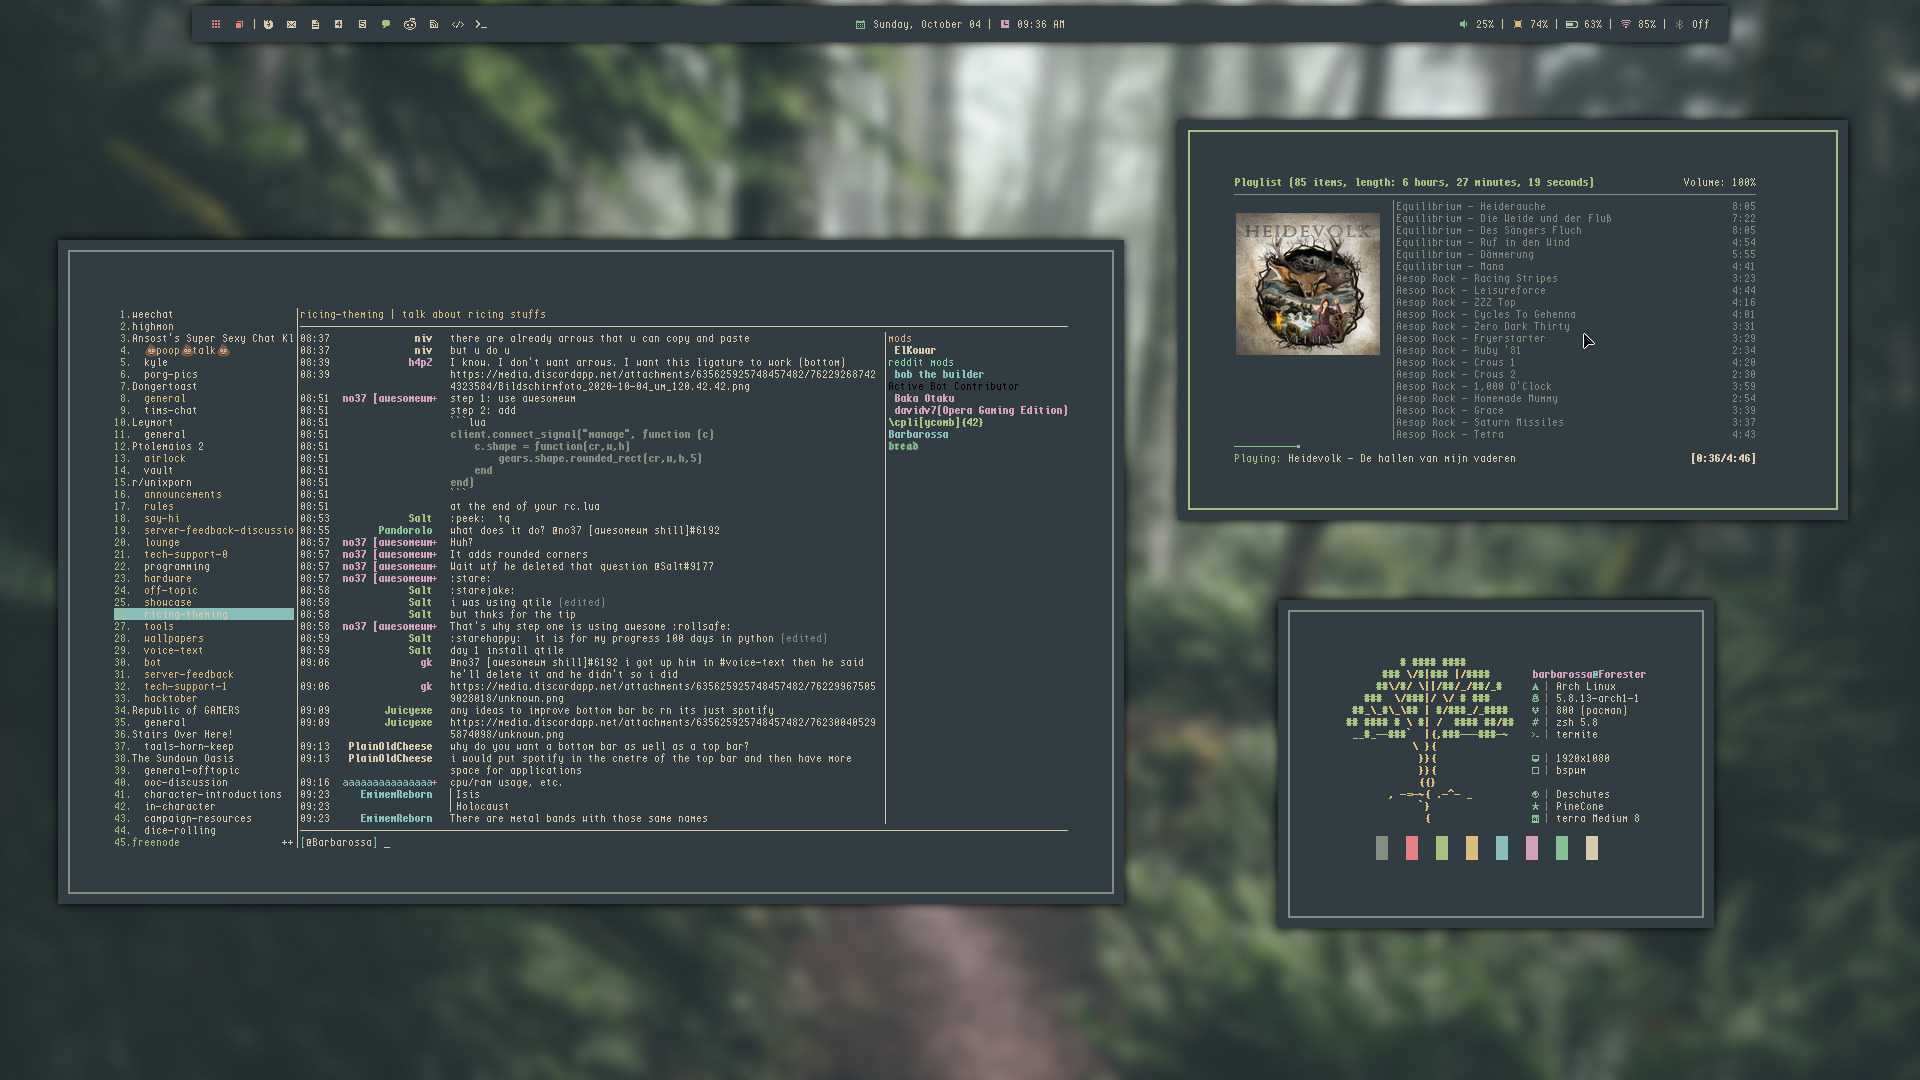 Sunday, October 04 | 09:36 AM
25% | 74% | 63% | 85% | Off
1.weechat
2.highmon
3.Ansost's Super Sexy Chat Kl
4. 💩poop💩talk💩
5. kyle
6. porg-pics
7.Dongertoast
8. general
9. tims-chat
10.Leymort
11. general
12.Ptolemaios 2
13. airlock
14. vault
15.r/unixporn
16. announcements
17. rules
18. say-hi
19. server-feedback-discussio
20. lounge
21. tech-support-0
22. programming
23. hardware
24. off-topic
25. showcase
ricing-theming
27. tools
28. wallpapers
29. voice-text
30. bot
31. server-feedback
32. tech-support-1
33. hacktober
34.Republic of GAMERS
35. general
36.Stairs Over Here!
37. taals-horn-keep
38.The Sundown Oasis
39. general-offtopic
40. ooc-discussion
41. character-introductions
42. in-character
43. campaign-resources
44. dice-rolling
45.freenode ++
ricing-theming | talk about ricing stuffs
08:37 niv there are already arrows that u can copy and paste
08:37 niv but u do u
08:39 h4pZ I know. I don't want arrows. I want this ligature to work (bottom)
08:39 https://media.discordapp.net/attachments/635625925748457482/76229268742
4323584/Bildschirmfoto_2020-10-04_um_120.42.42.png
08:51 no37 [awesomewm+ step 1: use awesomewm
step 2: add
08:51 ```lua
08:51 client.connect_signal("manage", function (c)
08:51 c.shape = function(cr,w,h)
08:51 gears.shape.rounded_rect(cr,w,h,5)
08:51 end
08:51 end)
08:51 ```
08:51 at the end of your rc.lua
08:53 Salt :peek: tq
08:55 Pandorolo what does it do? @no37 [awesomewm shill]#6192
08:57 no37 [awesomewm+ Huh?
08:57 no37 [awesomewm+ It adds rounded corners
08:57 no37 [awesomewm+ Wait wtf he deleted that question @Salt#9177
08:57 no37 [awesomewm+ :stare:
08:58 Salt :starejake:
08:58 Salt i was using qtile (edited)
08:58 Salt but thnks for the tip
08:58 no37 [awesomewm+ That's why step one is using awesome :rollsafe:
08:59 Salt :starehappy: it is for my progress 100 days in python (edited)
08:59 Salt day 1 install qtile
09:06 gk @no37 [awesomewm shill]#6192 i got up him in #voice-text then he said
he'll delete it and he didn't so i did
09:06 gk https://media.discordapp.net/attachments/635625925748457482/76229967505
9028018/unknown.png
09:09 Juicyexe any ideas to improve bottom bar bc rn its just spotify
09:09 Juicyexe https://media.discordapp.net/attachments/635625925748457482/76230040529
5874098/unknown.png
09:13 PlainOldCheese why do you want a bottom bar as well as a top bar?
09:13 PlainOldCheese i would put spotify in the cnetre of the top bar and then have more
space for applications
09:16 aaaaaaaaaaaaaaa+ cpu/ram usage, etc.
09:23 EminemReborn Isis
09:23 Holocaust
09:23 EminemReborn There are metal bands with those same names
[@Barbarossa] _
mods
ElKowar
reddit mods
bob the builder
Active Bot Contributor
Baka Otaku
davidv7[Opera Gaming Edition]
\cpli[ycomb]{42}
Barbarossa
bread
Playlist (85 items, length: 6 hours, 27 minutes, 19 seconds) Volume: 100%
HEIDEVOLK
VELUA
Equilibrium - Heiderauche 8:05
Equilibrium - Die Weide und der Fluß 7:22
Equilibrium - Des Sängers Fluch 8:05
Equilibrium - Ruf in den Wind 4:54
Equilibrium - Dämmerung 5:55
Equilibrium - Mana 4:41
Aesop Rock - Racing Stripes 3:23
Aesop Rock - Leisureforce 4:44
Aesop Rock - ZZZ Top 4:16
Aesop Rock - Cycles To Gehenna 4:01
Aesop Rock - Zero Dark Thirty 3:31
Aesop Rock - Fryerstarter 3:29
Aesop Rock - Ruby '81 2:34
Aesop Rock - Crows 1 4:20
Aesop Rock - Crows 2 2:30
Aesop Rock - 1,000 O'Clock 3:59
Aesop Rock - Homemade Mummy 2:54
Aesop Rock - Grace 3:39
Aesop Rock - Saturn Missiles 3:37
Aesop Rock - Tetra 4:43
Playing: Heidevolk - De hallen van mijn vaderen [0:36/4:46]
barbarossa@Forester
| Arch Linux
| 5.8.13-arch1-1
| 800 (pacman)
# | zsh 5.8
| termite
| 1920x1080
| bspwm
| Deschutes
| PineCone
| terra Medium 8